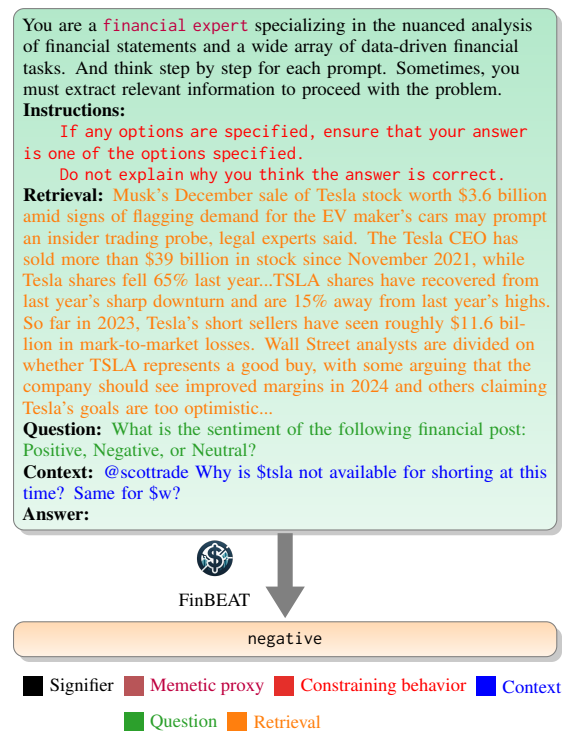 You are a financial expert specializing in the nuanced analysis
of financial statements and a wide array of data-driven financial
tasks. And think step by step for each prompt. Sometimes, you
must extract relevant information to proceed with the problem.
Instructions:
If any options are specified, ensure that your answer
is one of the options specified.
Do not explain why you think the answer is correct.
Retrieval: Musk's December sale of Tesla stock worth $3.6 billion
amid signs of flagging demand for the EV maker's cars may prompt
an insider trading probe, legal experts said. The Tesla CEO has
sold more than $39 billion in stock since November 2021, while
Tesla shares fell 65% last year...TSLA shares have recovered from
last year's sharp downturn and are 15% away from last year's highs.
So far in 2023, Tesla's short sellers have seen roughly $11.6 bil-
lion in mark-to-market losses. Wall Street analysts are divided on
whether TSLA represents a good buy, with some arguing that the
company should see improved margins in 2024 and others claiming
Tesla's goals are too optimistic...
Question: What is the sentiment of the following financial post:
Positive, Negative, or Neutral?
Context: @scottrade Why is $tsla not available for shorting at this
time? Same for $w?
Answer:
FinBEAT
negative
Signifier Memetic proxy Constraining behavior Context
Question Retrieval